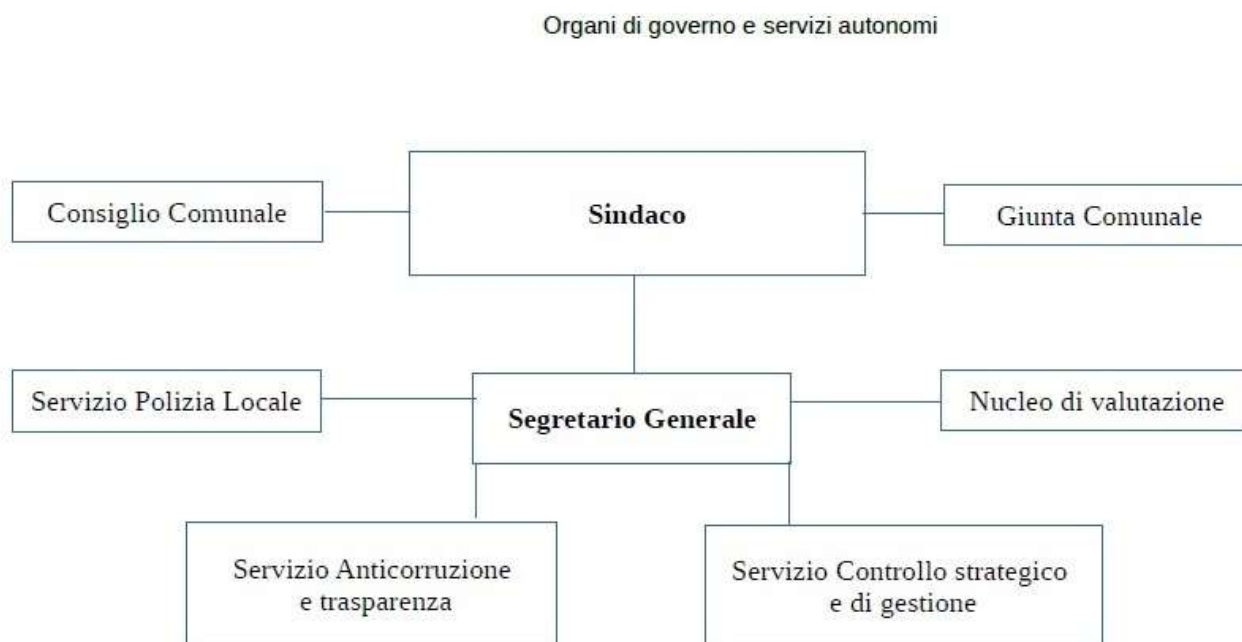 Organi di governo e servizi autonomi
Consiglio Comunale
Sindaco
Giunta Comunale
Servizio Polizia Locale
Segretario Generale
Nucleo di valutazione
Servizio Anticorruzione
e trasparenza
Servizio Controllo strategico
e di gestione